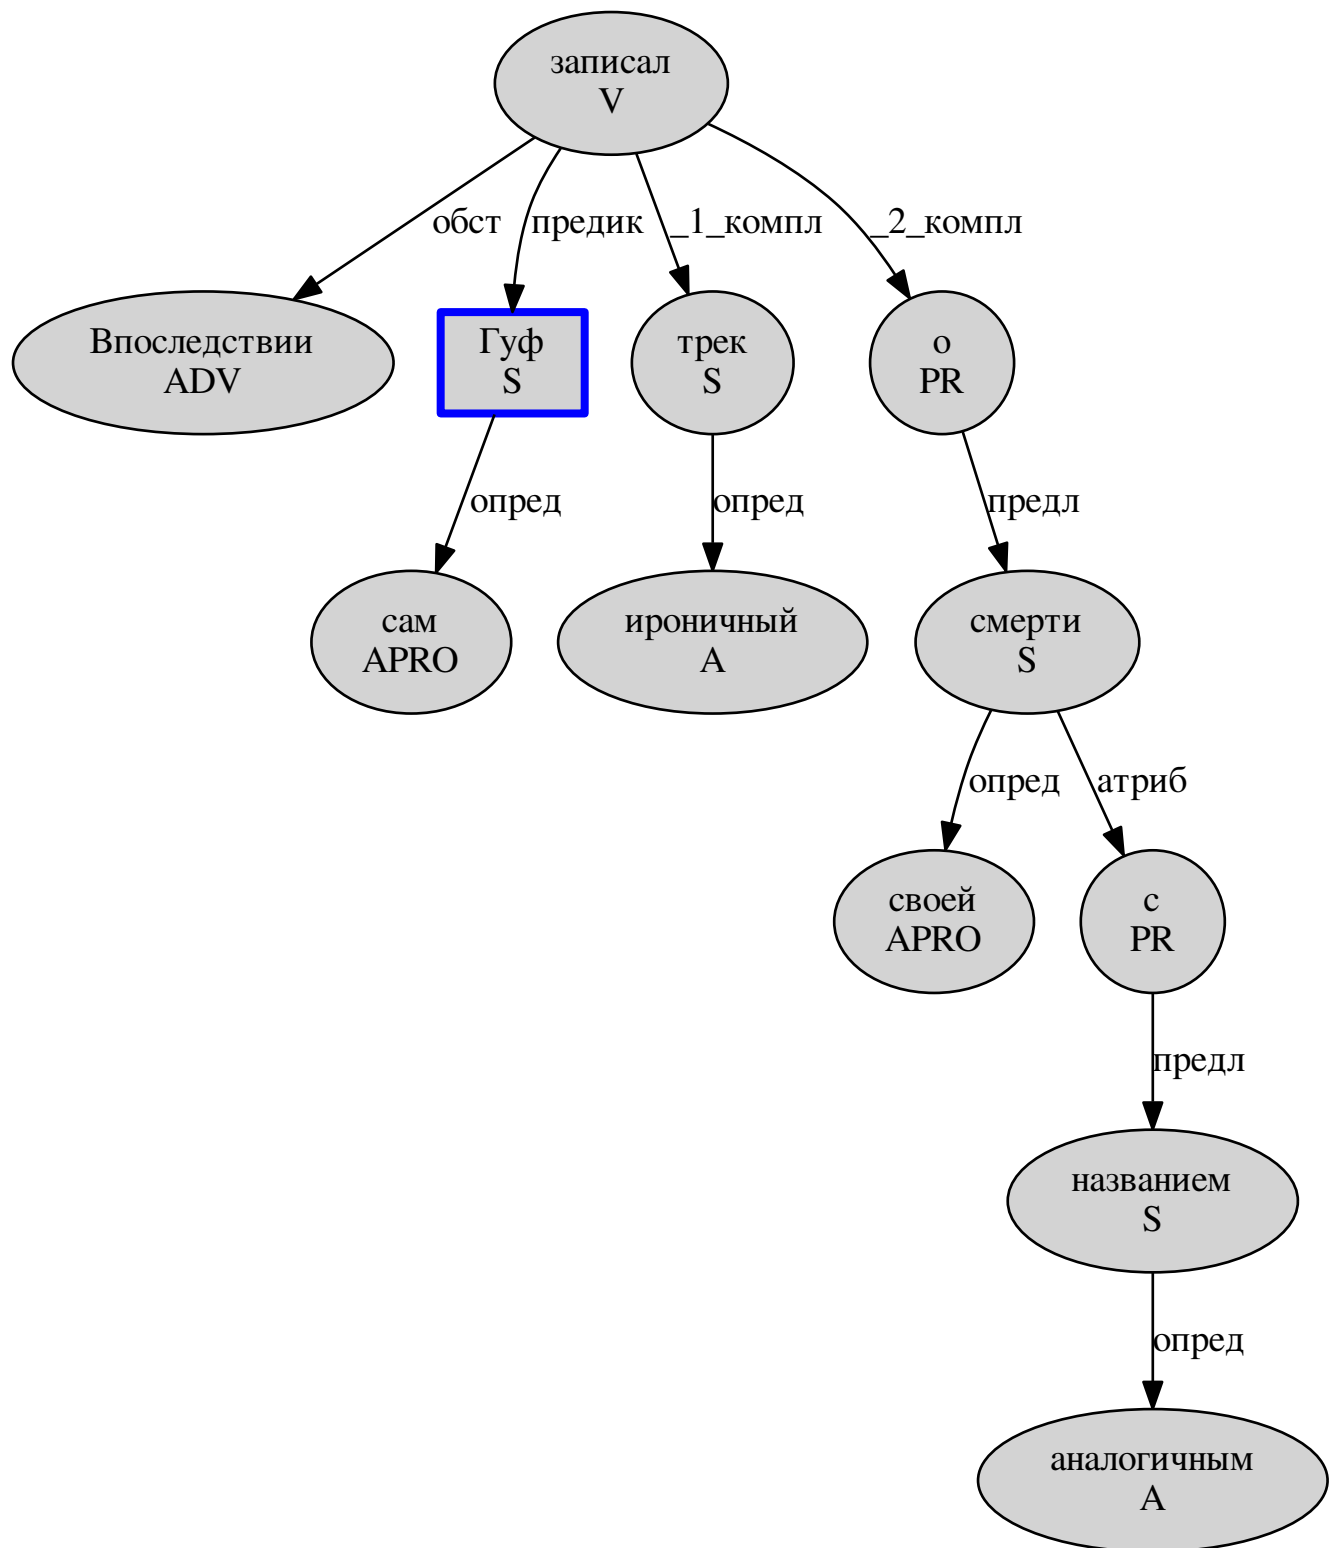 записал
V
обст
предик
_1_компл
_2_компл
Впоследствии
ADV
Гуф
S
трек
S
о
PR
опред
опред
предл
сам
APRO
ироничный
A
смерти
S
опред
атриб
своей
APRO
с
PR
предл
названием
S
опред
аналогичным
A